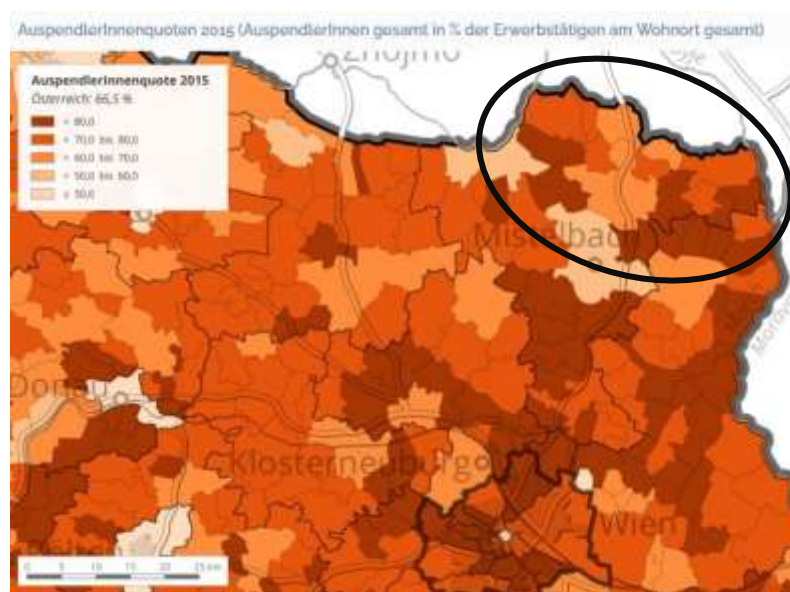 AuspendlerInnenquoten 2015 (AuspendlerInnen gesamt in % der Erwerbstätigen am Wohnort gesamt)
Znojmo
AuspendlerInnenquote 2015
Österreich: 66,5 %
> 80,0
> 70,0 bis 80,0
> 60,0 bis 70,0
> 50,0 bis 60,0
≤ 50,0
Mistelbach
Donau
Klosterneuburg
Wien
0 5 10 15 20 25 km